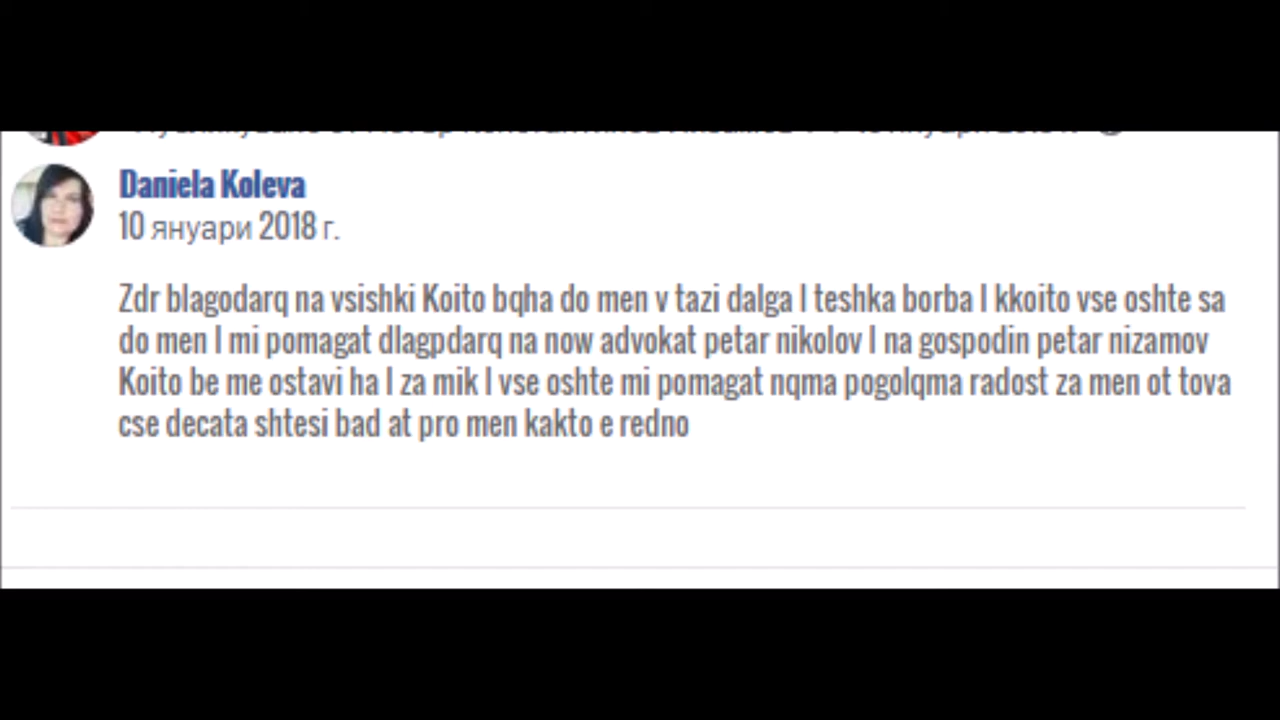 Daniela Koleva
10 януари 2018 г.
Zdr blagodarq na vsishki Koito bqha do men v tazi dalga I teshka borba I kkoito vse oshte sa
do men I mi pomagat dlagpdarq na now advokat petar nikolov I na gospodin petar nizamov
Koito be me ostavi ha I za mik I vse oshte mi pomagat nqma pogolqma radost za men ot tova
cse decata shtesi bad at pro men kakto e redno